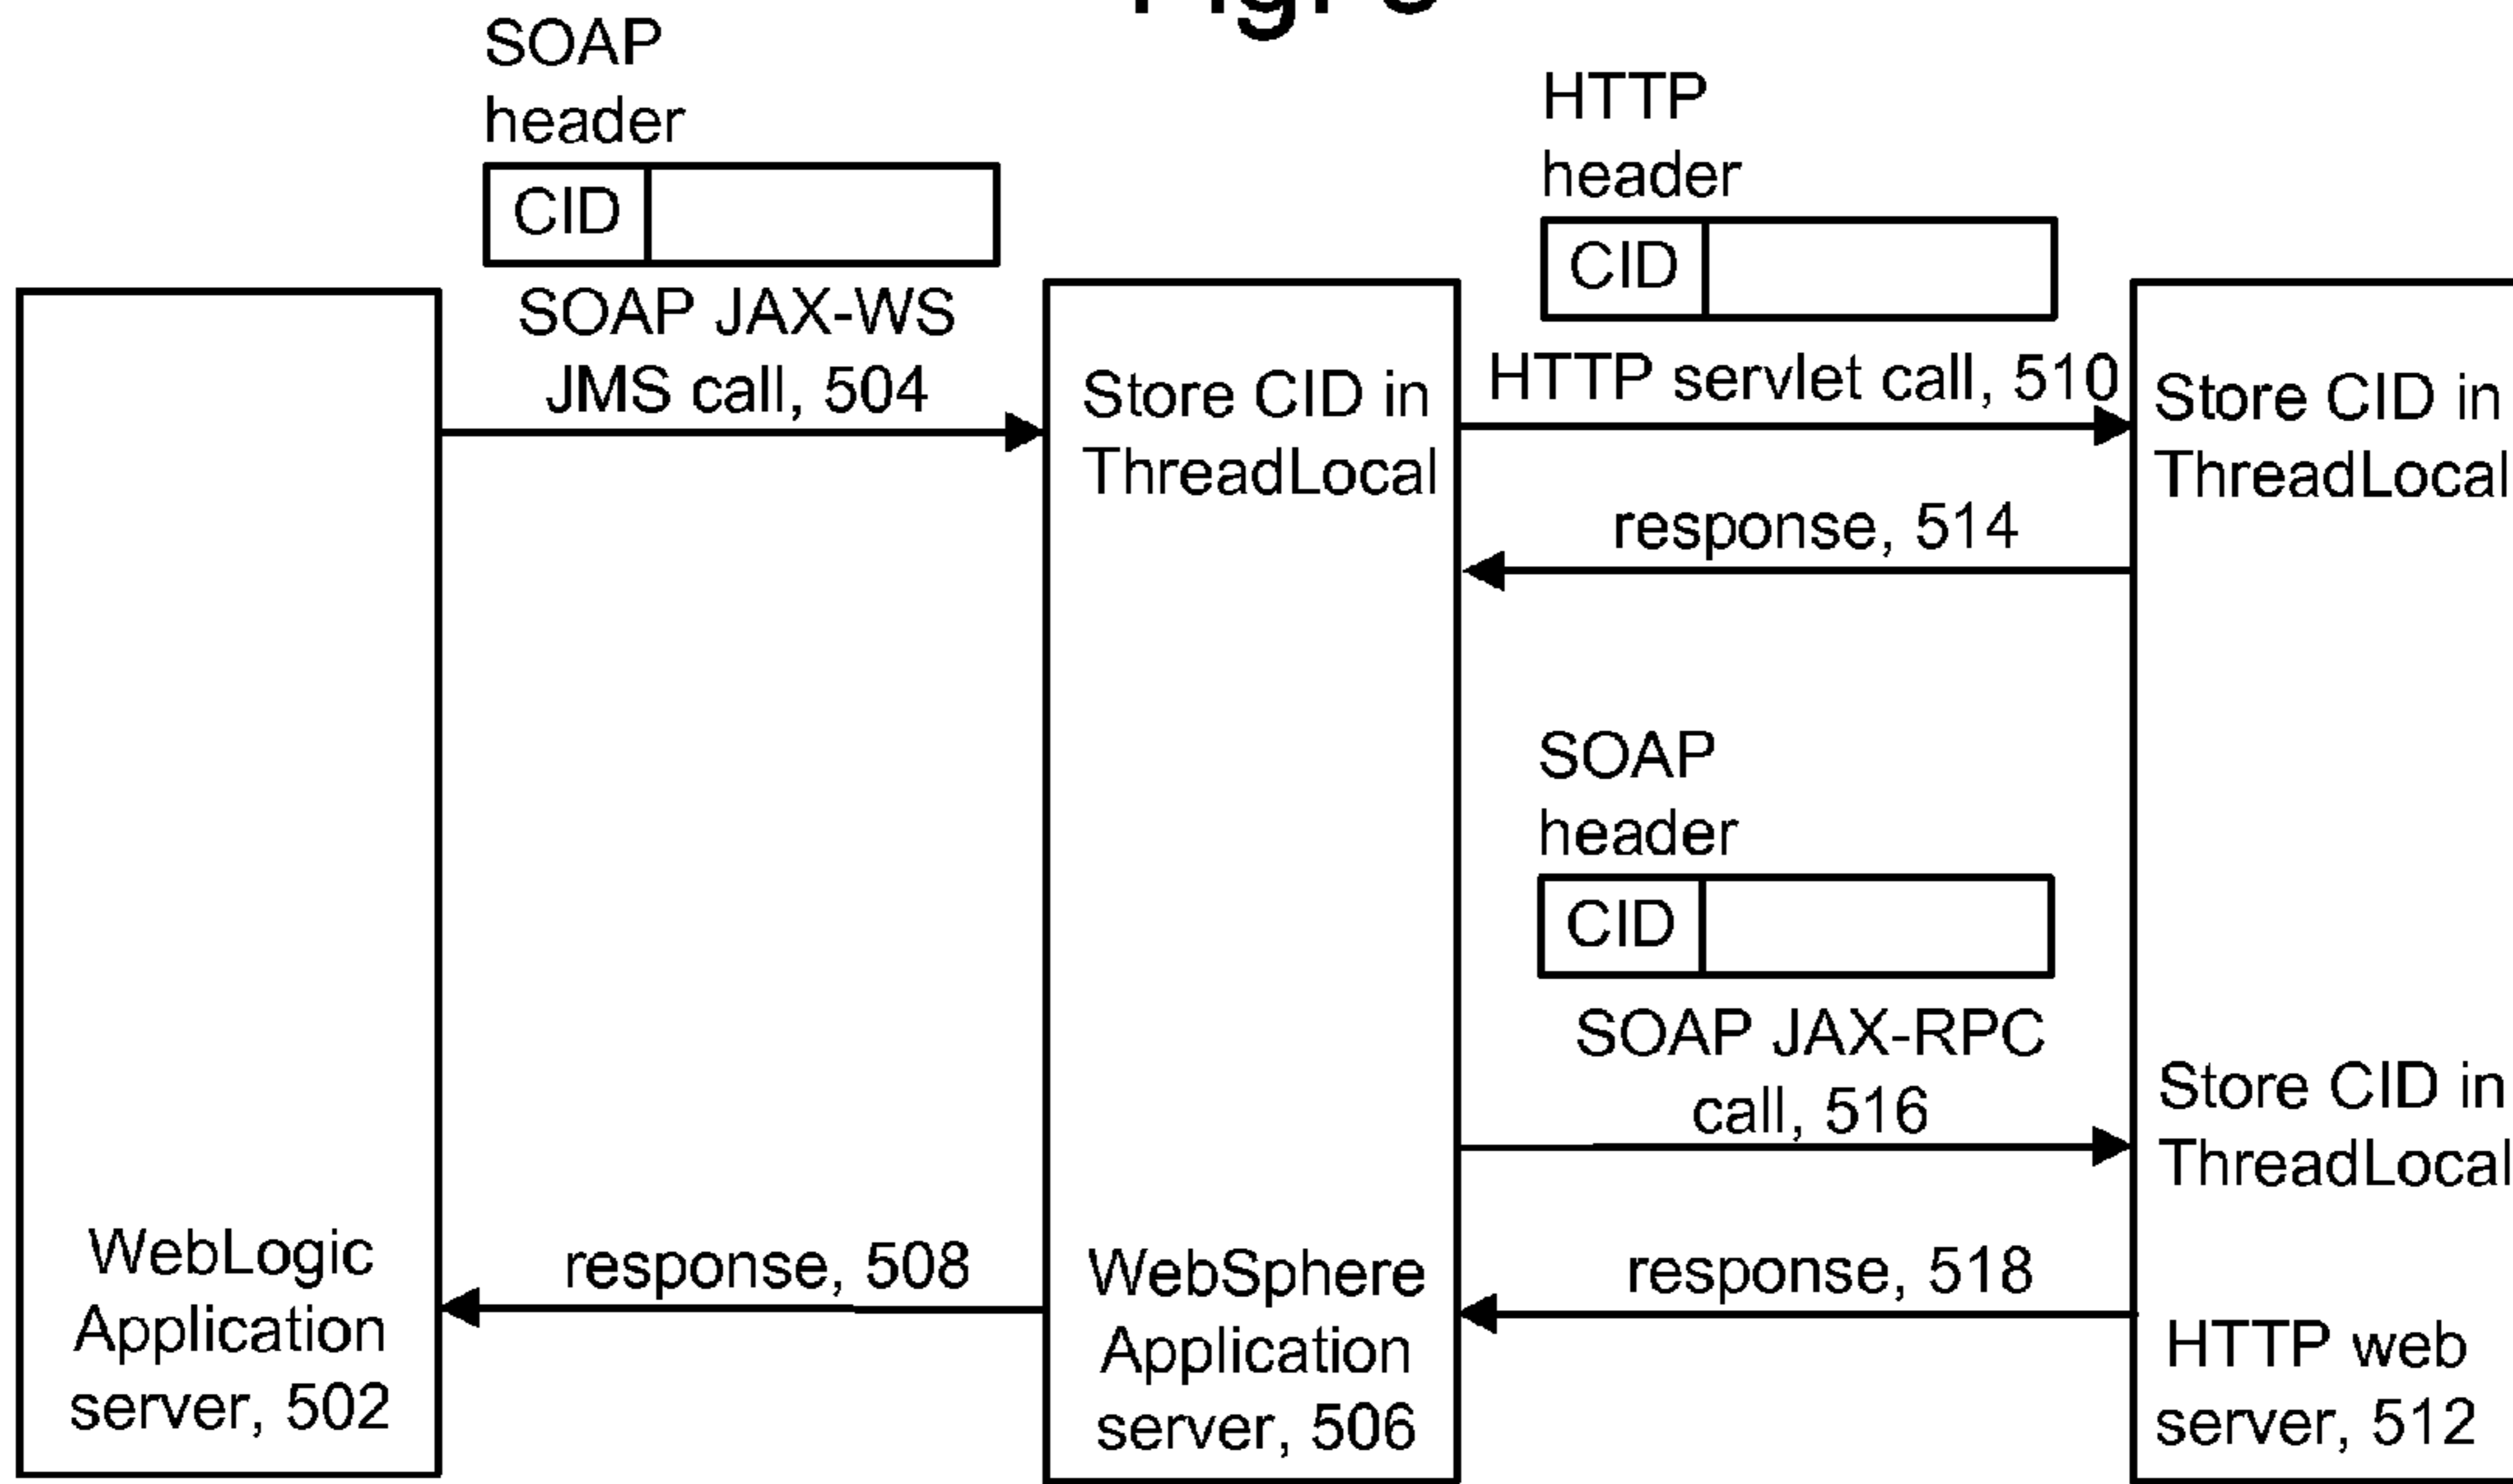 SOAP
header
CID
SOAP JAX-WS
JMS call, 504
HTTP
header
CID
HTTP servlet call, 510
Store CID in
ThreadLocal
Store CID in
ThreadLocal
response, 514
SOAP
header
CID
SOAP JAX-RPC
call, 516
Store CID in
ThreadLocal
response, 508
response, 518
WebLogic
Application
server, 502
WebSphere
Application
server, 506
HTTP web
server, 512